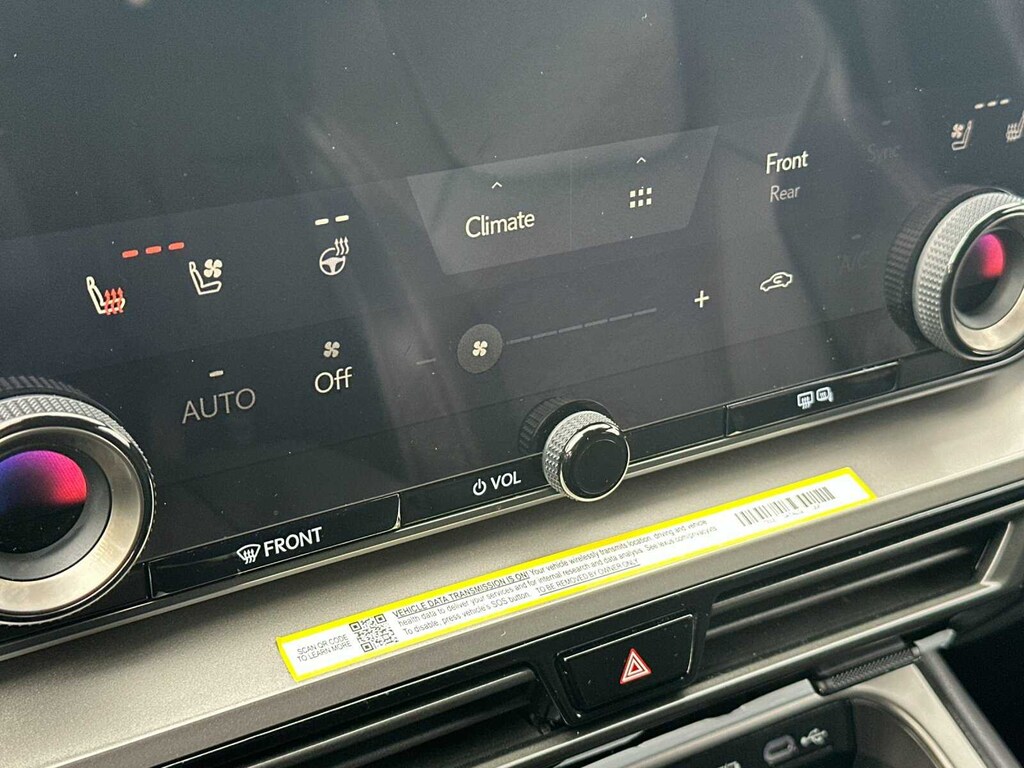 Climate
Front
Rear
Sync
A/C
AUTO
Off
VOL
FRONT
SCAN QR CODE
TO LEARN MORE
VEHICLE DATA TRANSMISSION IS ON! Your vehicle wirelessly transmits location, driving and vehicle
health data to deliver your services and for internal research and data analysis. See lexus.com/privacyvts
To disable, press vehicle's SOS button. TO BE REMOVED BY OWNER ONLY